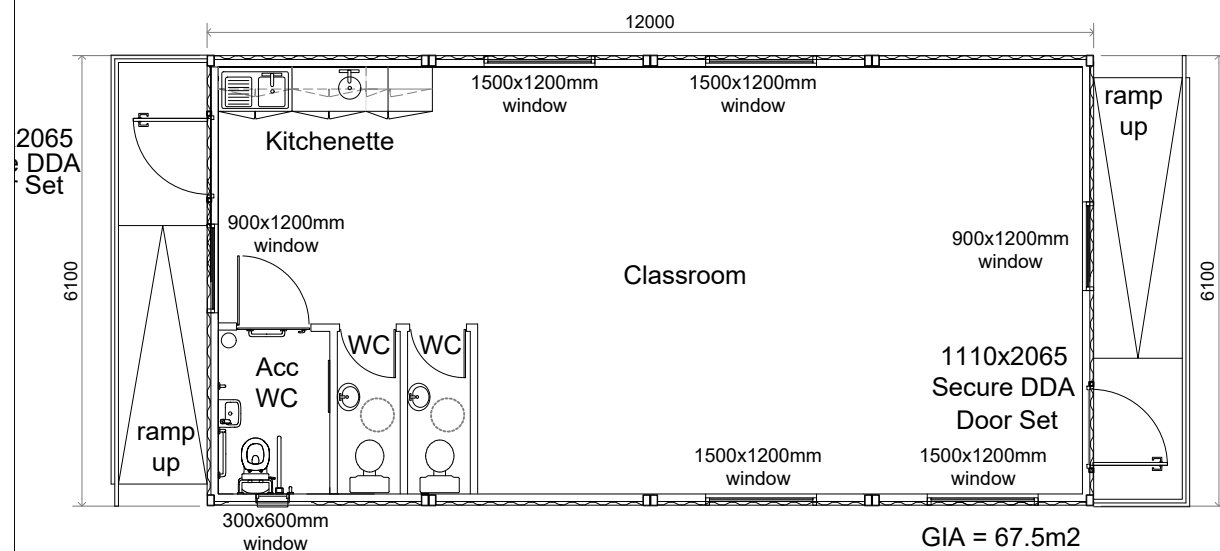 12000
1500x1200mm
window
1500x1200mm
window
ramp
up
Kitchenette
2065
DDA
Set
900x1200mm
window
900x1200mm
window
6100
6100
Classroom
WC
WC
Acc
WC
1110x2065
Secure DDA
Door Set
ramp
up
1500x1200mm
window
1500x1200mm
window
300x600mm
window
GIA = 67.5m2